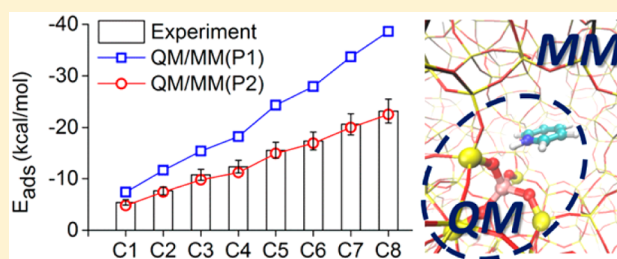 Experiment
QM/MM(P1)
QM/MM(P2)
E_ads (kcal/mol)
-40
-30
-20
-10
0
C1 C2 C3 C4 C5 C6 C7 C8
MM
QM